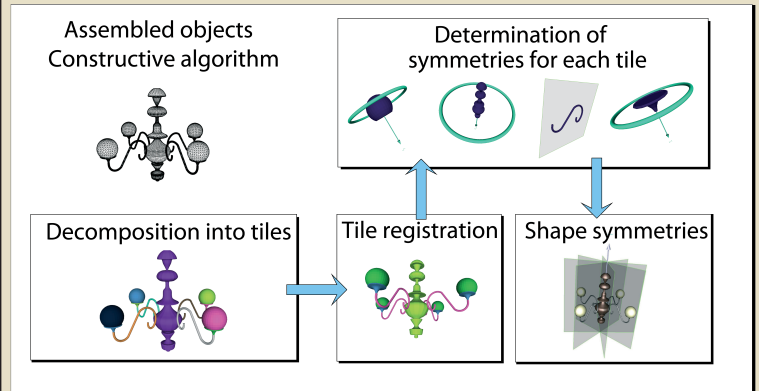 Assembled objects
Constructive algorithm
Determination of
symmetries for each tile
Decomposition into tiles
Tile registration
Shape symmetries